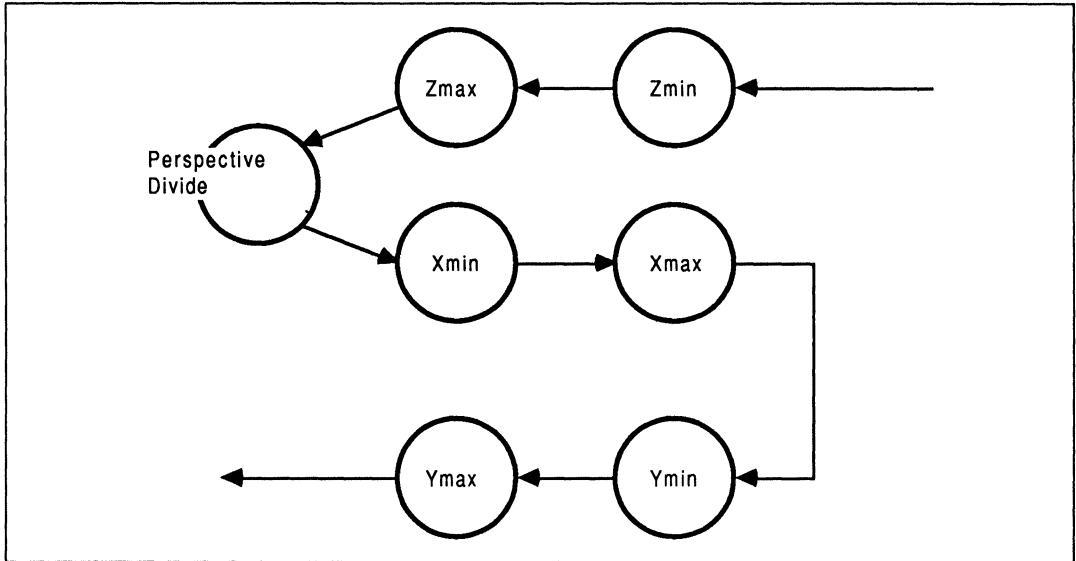 Zmax
Zmin
Perspective
Divide
Xmin
Xmax
Ymax
Ymin